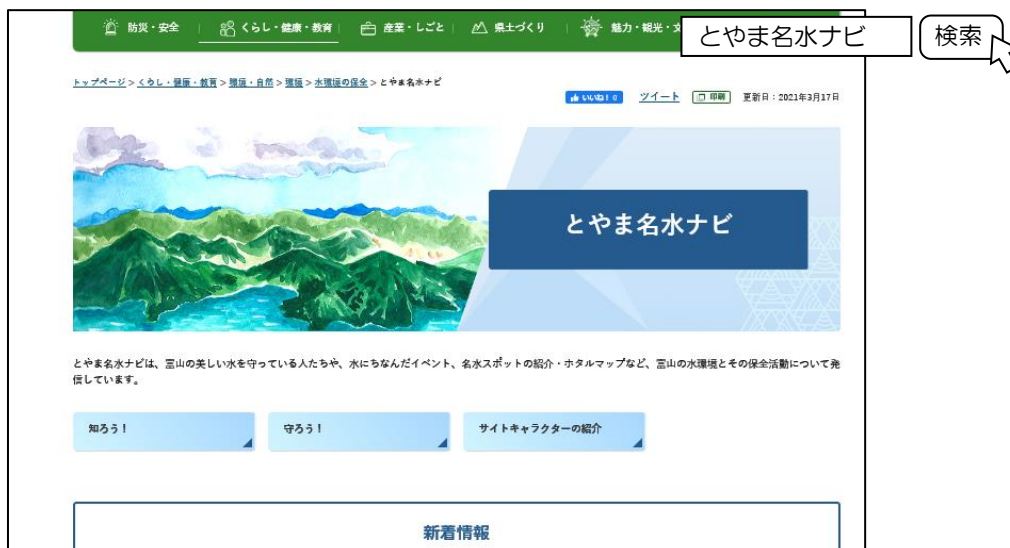 防災・安全
くらし・健康・教育
産業・しごと
県土づくり
魅力・観光・文
とやま名水ナビ
検索
トップページ > くらし・健康・教育 > 環境・自然 > 環境 > 水環境の保全 > とやま名水ナビ
いいね! 0 ツイート 印刷 更新日:2021年3月17日
とやま名水ナビ
とやま名水ナビは、富山の美しい水を守っている人たちや、水にちなんだイベント、名水スポットの紹介・ホタルマップなど、富山の水環境とその保全活動について発
信しています。
知ろう!
守ろう!
サイトキャラクターの紹介
新着情報